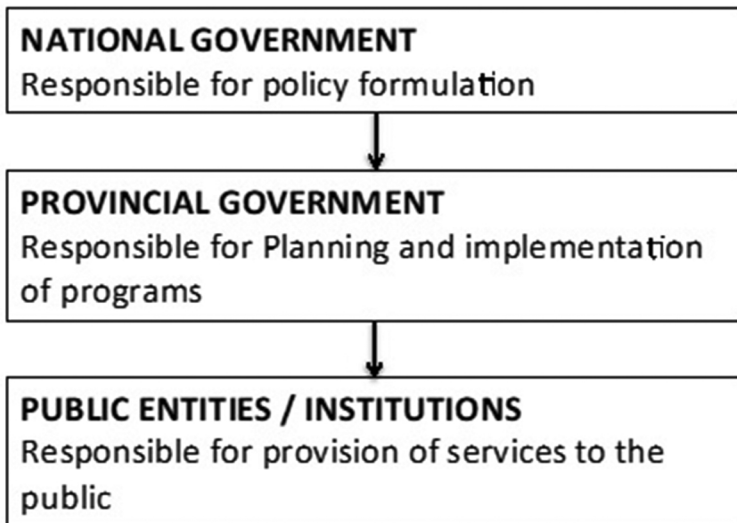 NATIONAL GOVERNMENT
Responsible for policy formulation
PROVINCIAL GOVERNMENT
Responsible for Planning and implementation
of programs
PUBLIC ENTITIES / INSTITUTIONS
Responsible for provision of services to the
public